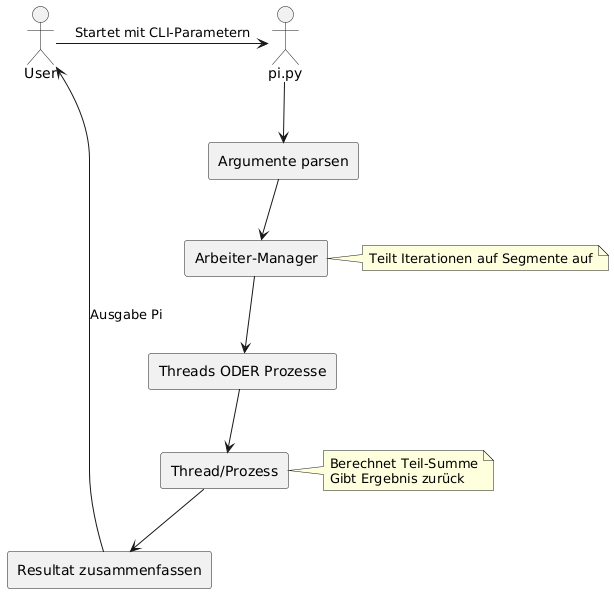 Startet mit CLI-Parametern
User
pi.py
Argumente parsen
Arbeiter-Manager
Teilt Iterationen auf Segmente auf
Ausgabe Pi
Threads ODER Prozesse
Thread/Prozess
Berechnet Teil-Summe
Gibt Ergebnis zurück
Resultat zusammenfassen